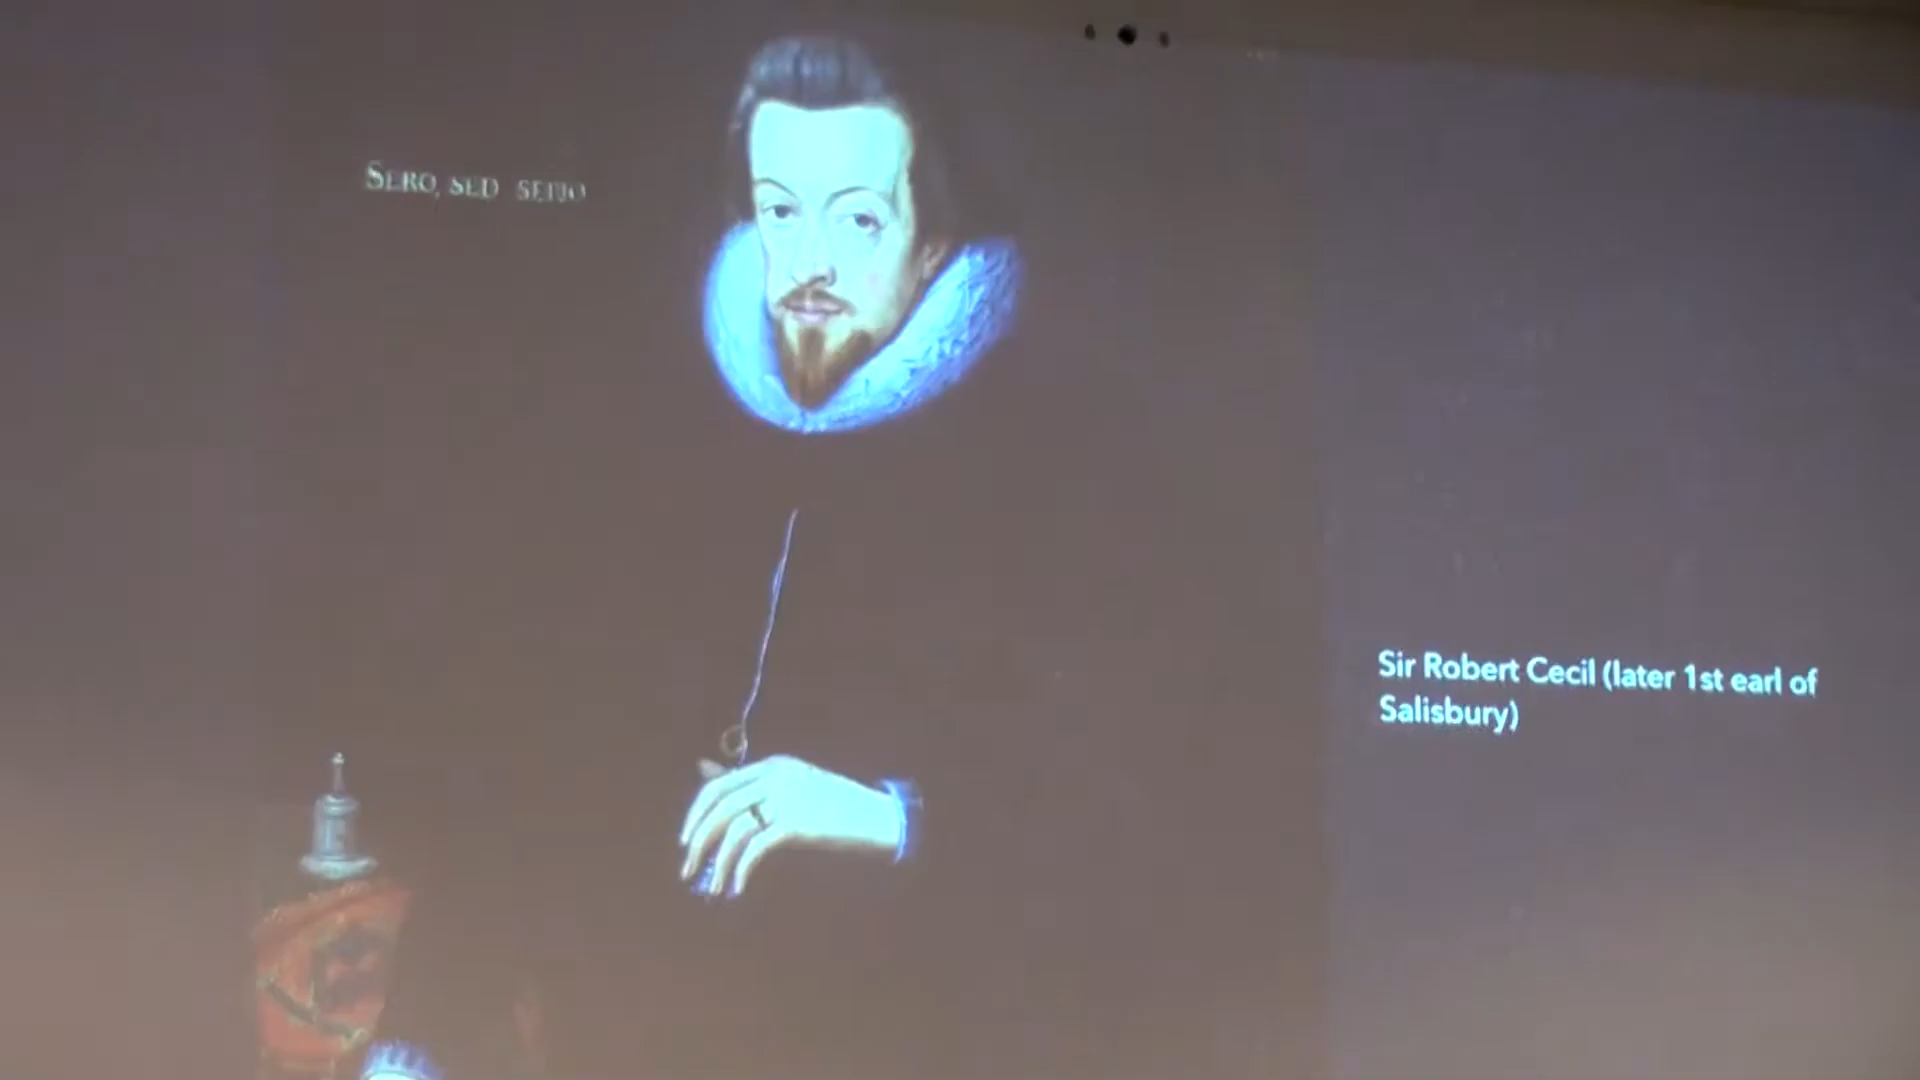 SERO, SED SERIO
Sir Robert Cecil (later 1st earl of
Salisbury)